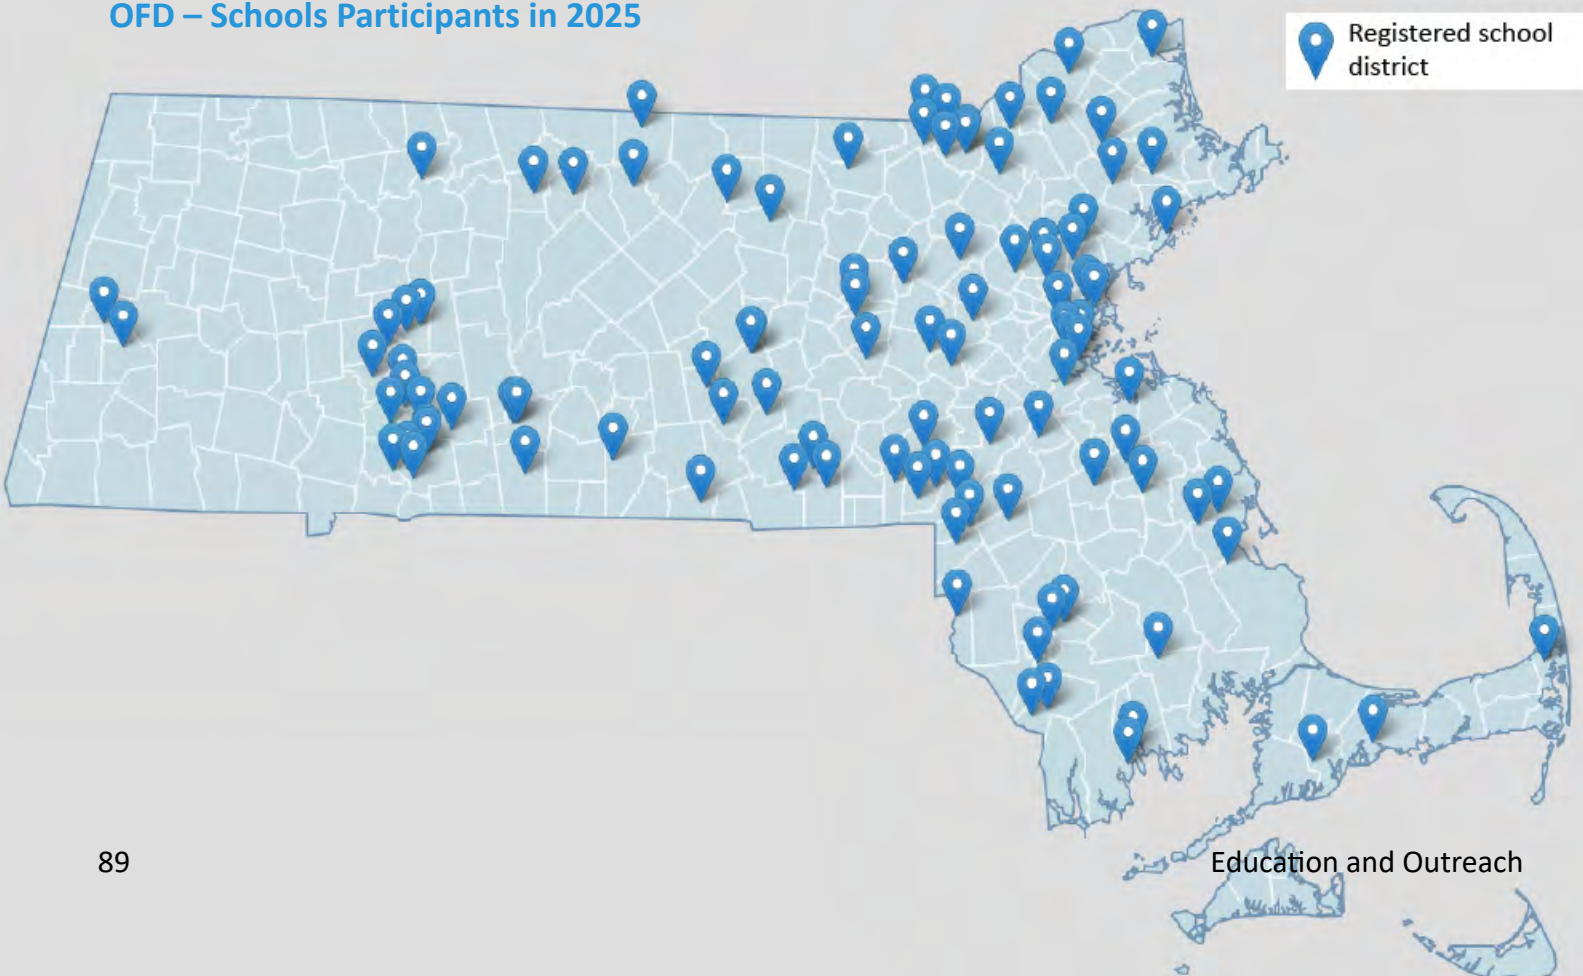 OFD – Schools Participants in 2025
Registered school
district
89
Education and Outreach